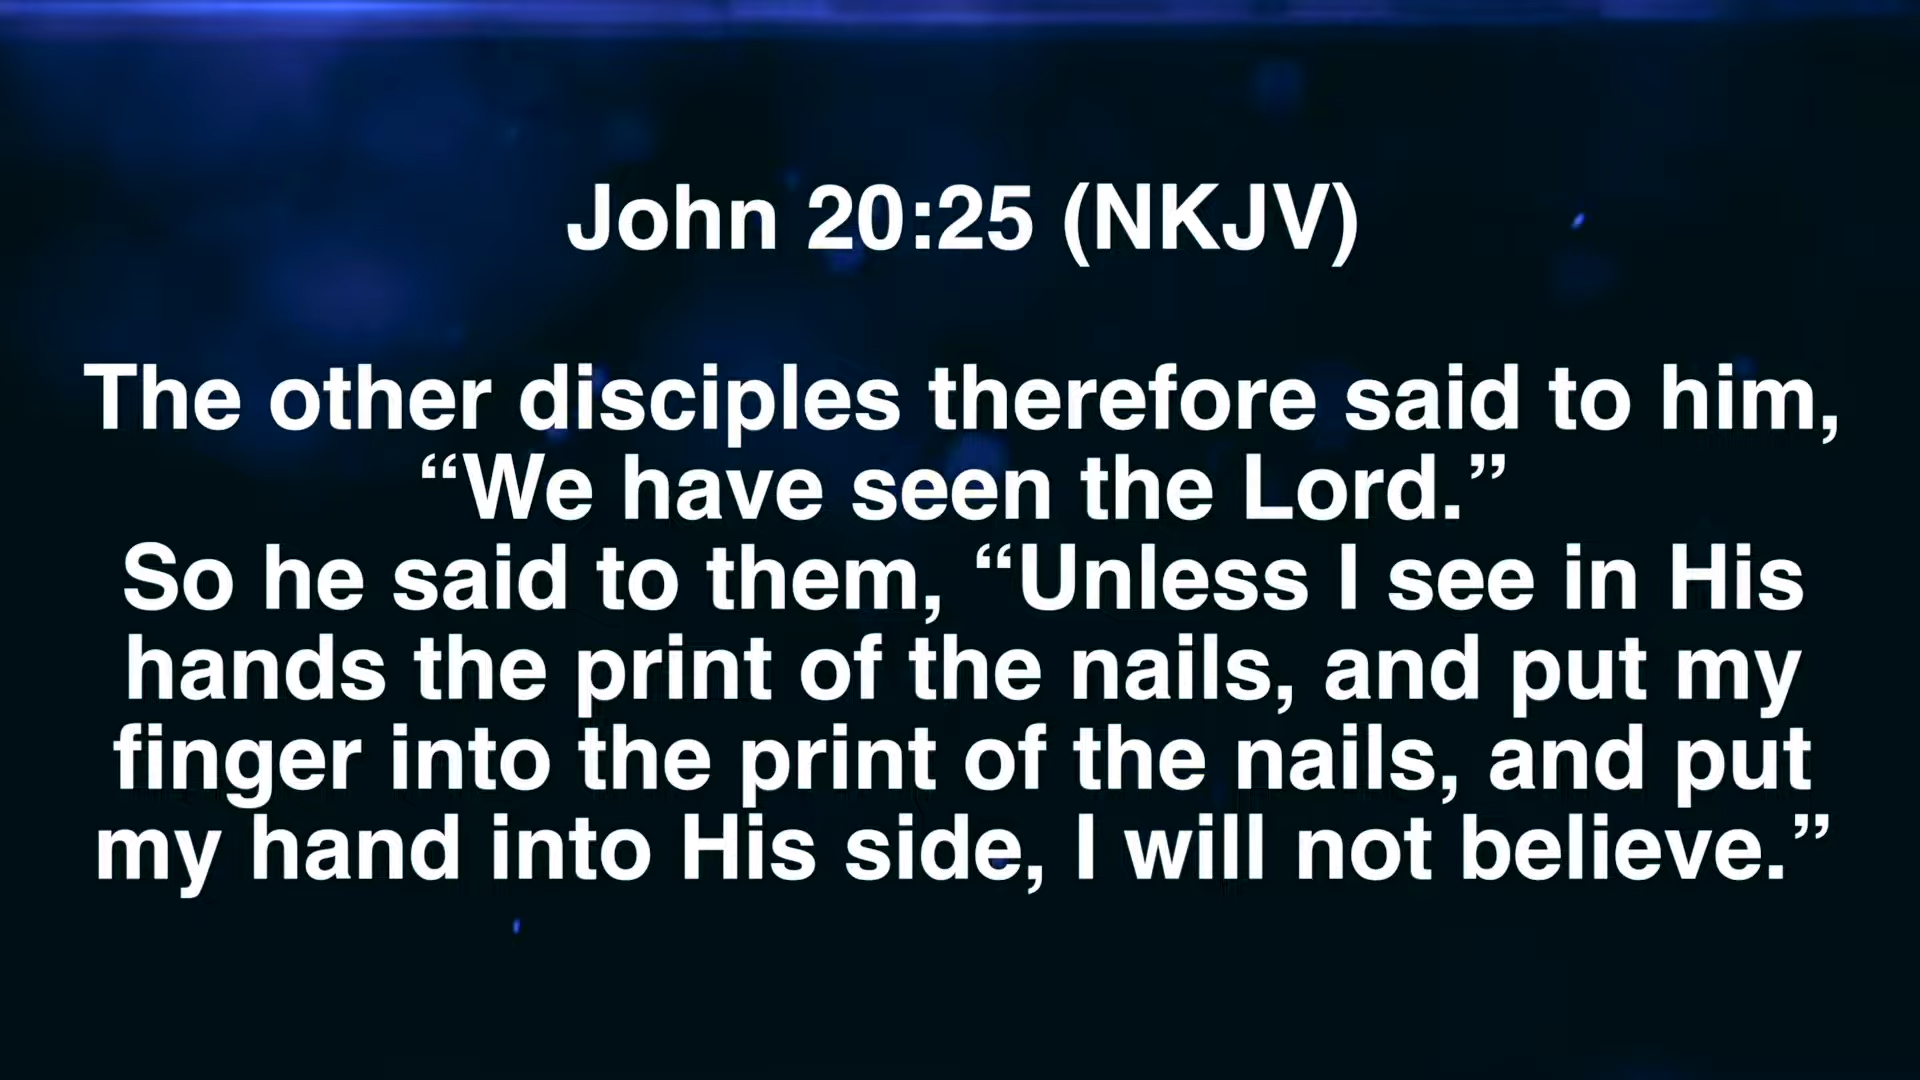 John 20:25 (NKJV)
The other disciples therefore said to him,
“We have seen the Lord.”
So he said to them, “Unless I see in His
hands the print of the nails, and put my
finger into the print of the nails, and put
my hand into His side, I will not believe.”